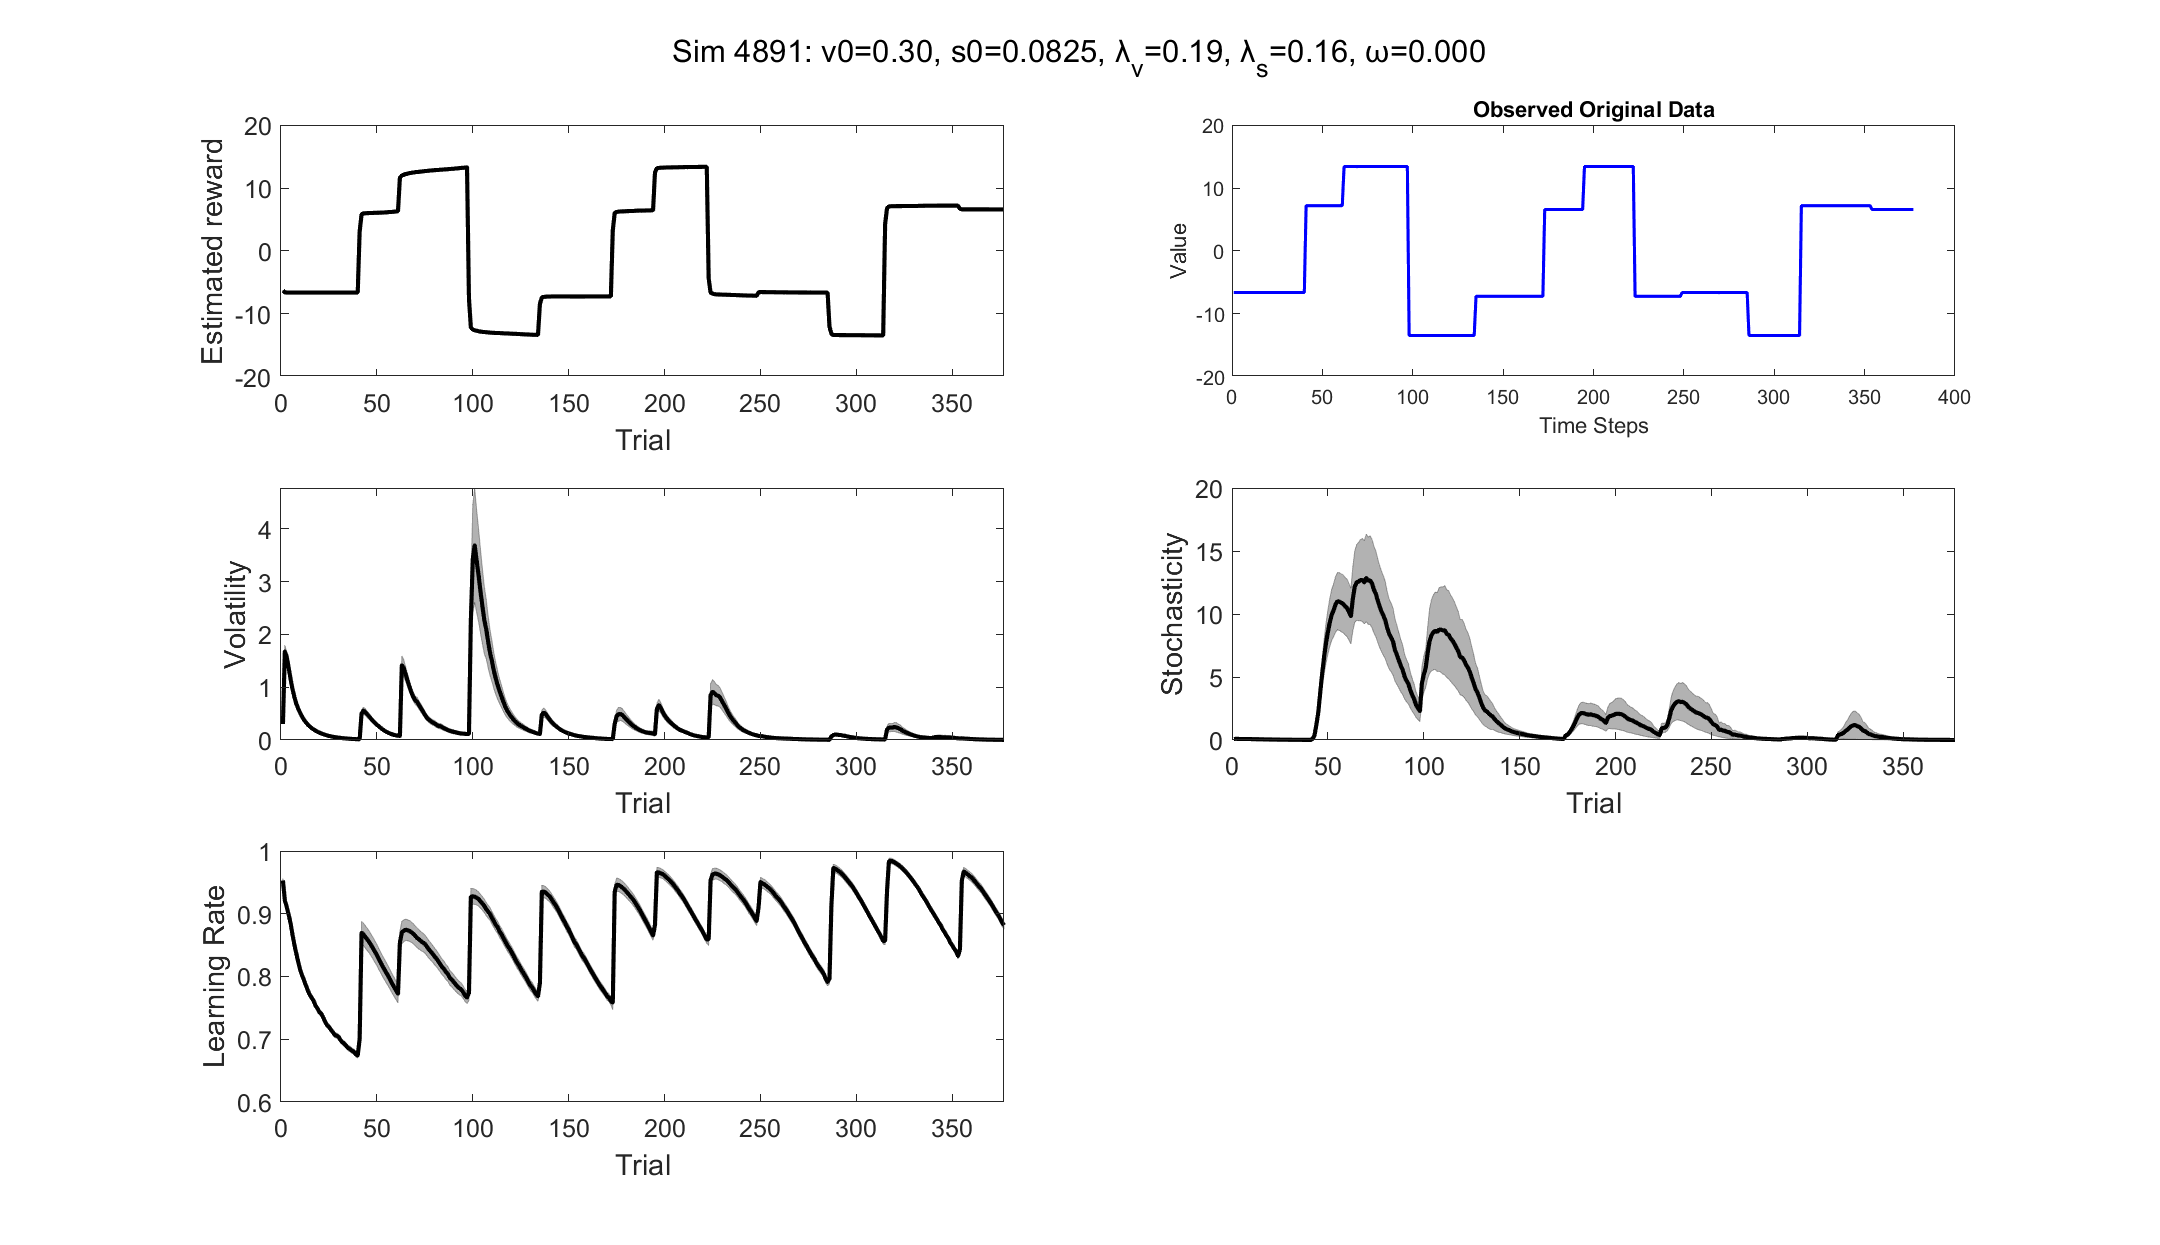 Sim 4891: v0=0.30, s0=0.0825, λ_v=0.19, λ_s=0.16, ω=0.000
Estimated reward
20
10
0
-10
-20
0 50 100 150 200 250 300 350
Trial
Observed Original Data
Value
20
10
0
-10
-20
0 50 100 150 200 250 300 350 400
Time Steps
Volatility
4
3
2
1
0
0 50 100 150 200 250 300 350
Trial
Stochasticity
20
15
10
5
0
0 50 100 150 200 250 300 350
Trial
Learning Rate
1
0.9
0.8
0.7
0.6
0 50 100 150 200 250 300 350
Trial